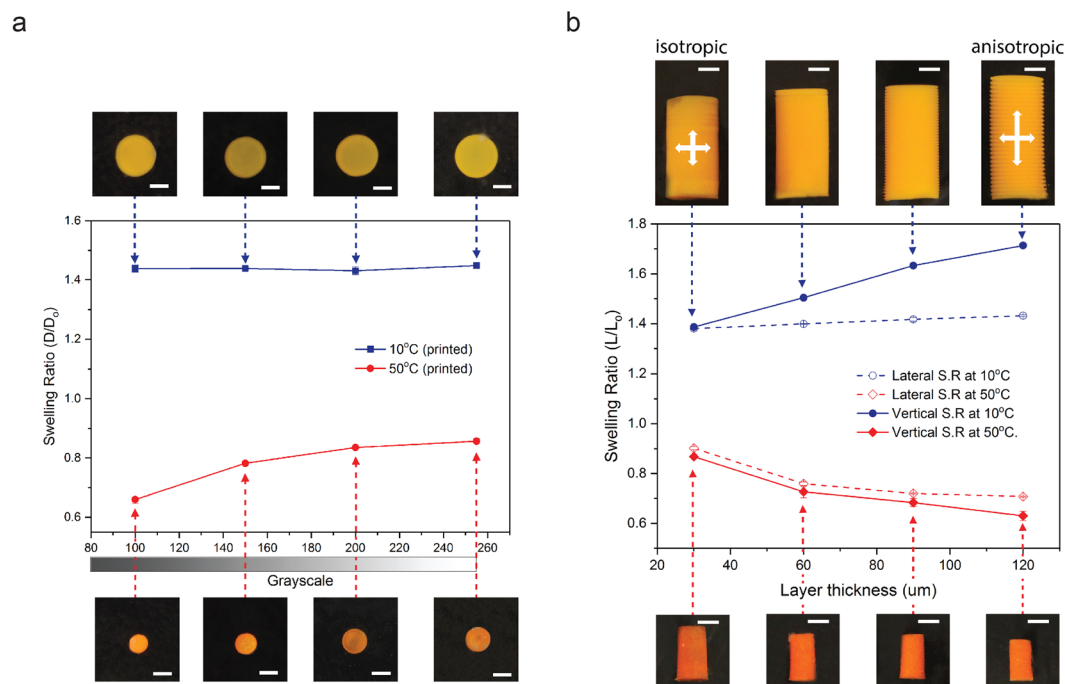 a
b
isotropic
anisotropic
1.6
1.4
1.2
1.0
0.8
0.6
Swelling Ratio (D/Do)
10°C (printed)
50°C (printed)
80 100 120 140 160 180 200 220 240 260
Grayscale
1.8
1.6
1.4
1.2
1.0
0.8
0.6
Swelling Ratio (L/Lo)
Lateral S.R at 10°C
Lateral S.R at 50°C
Vertical S.R at 10°C
Vertical S.R at 50°C.
20 40 60 80 100 120
Layer thickness (um)